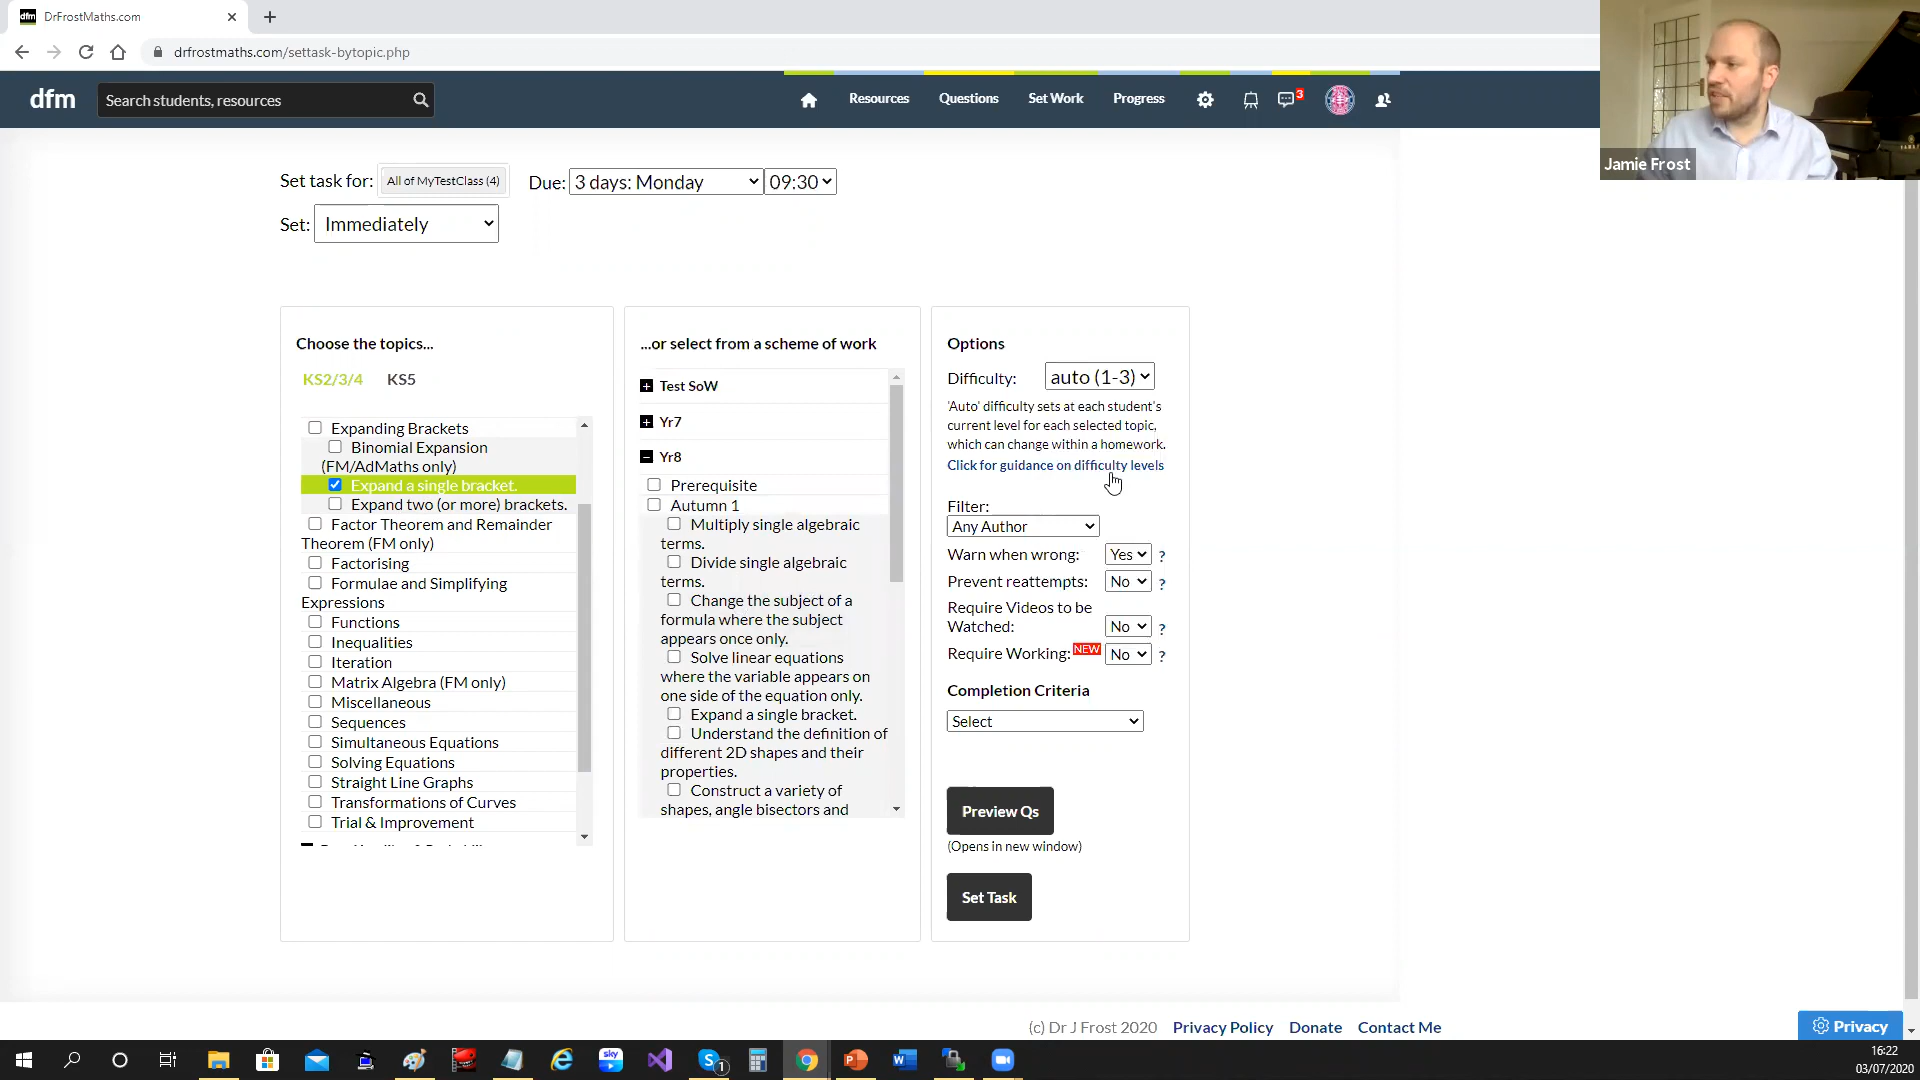 dfm DrFrostMaths.com
drfrostmaths.com/settask-bytopic.php
dfm
Search students, resources
Resources
Questions
Set Work
Progress
3
Jamie Frost
Set task for: All of MyTestClass (4) Due: 3 days: Monday 09:30
Set: Immediately
Choose the topics...
KS2/3/4 KS5
Expanding Brackets
Binomial Expansion
(FM/AdMaths only)
Expand a single bracket.
Expand two (or more) brackets.
Factor Theorem and Remainder
Theorem (FM only)
Factorising
Formulae and Simplifying
Expressions
Functions
Inequalities
Iteration
Matrix Algebra (FM only)
Miscellaneous
Sequences
Simultaneous Equations
Solving Equations
Straight Line Graphs
Transformations of Curves
Trial & Improvement
...or select from a scheme of work
Test SoW
Yr7
Yr8
Prerequisite
Autumn 1
Multiply single algebraic
terms.
Divide single algebraic
terms.
Change the subject of a
formula where the subject
appears once only.
Solve linear equations
where the variable appears on
one side of the equation only.
Expand a single bracket.
Understand the definition of
different 2D shapes and their
properties.
Construct a variety of
shapes, angle bisectors and
Options
Difficulty: auto (1-3)
'Auto' difficulty sets at each student's
current level for each selected topic,
which can change within a homework.
Click for guidance on difficulty levels
Filter:
Any Author
Warn when wrong: Yes ?
Prevent reattempts: No ?
Require Videos to be
Watched: No ?
Require Working: NEW No ?
Completion Criteria
Select
Preview Qs
(Opens in new window)
Set Task
(c) Dr J Frost 2020 Privacy Policy Donate Contact Me
Privacy
sky
1
16:22
03/07/2020